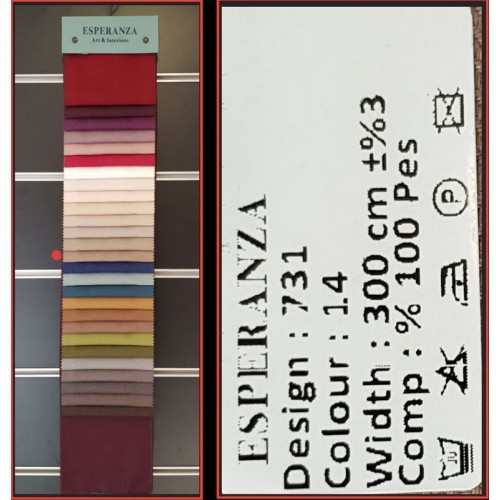 ESPERANZA
Art & Interiors
ESPERANZA
Design : 731
Colour : 14
Width : 300 cm ±%3
Comp : % 100 Pes
P